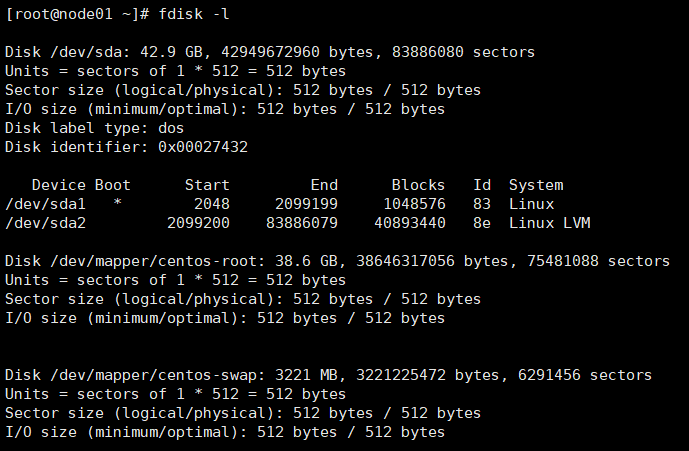 [root@node01 ~]# fdisk -l
Disk /dev/sda: 42.9 GB, 42949672960 bytes, 83886080 sectors
Units = sectors of 1 * 512 = 512 bytes
Sector size (logical/physical): 512 bytes / 512 bytes
I/O size (minimum/optimal): 512 bytes / 512 bytes
Disk label type: dos
Disk identifier: 0x00027432
   Device Boot      Start         End      Blocks   Id  System
/dev/sda1   *        2048     2099199     1048576   83  Linux
/dev/sda2         2099200    83886079    40893440   8e  Linux LVM
Disk /dev/mapper/centos-root: 38.6 GB, 38646317056 bytes, 75481088 sectors
Units = sectors of 1 * 512 = 512 bytes
Sector size (logical/physical): 512 bytes / 512 bytes
I/O size (minimum/optimal): 512 bytes / 512 bytes
Disk /dev/mapper/centos-swap: 3221 MB, 3221225472 bytes, 6291456 sectors
Units = sectors of 1 * 512 = 512 bytes
Sector size (logical/physical): 512 bytes / 512 bytes
I/O size (minimum/optimal): 512 bytes / 512 bytes